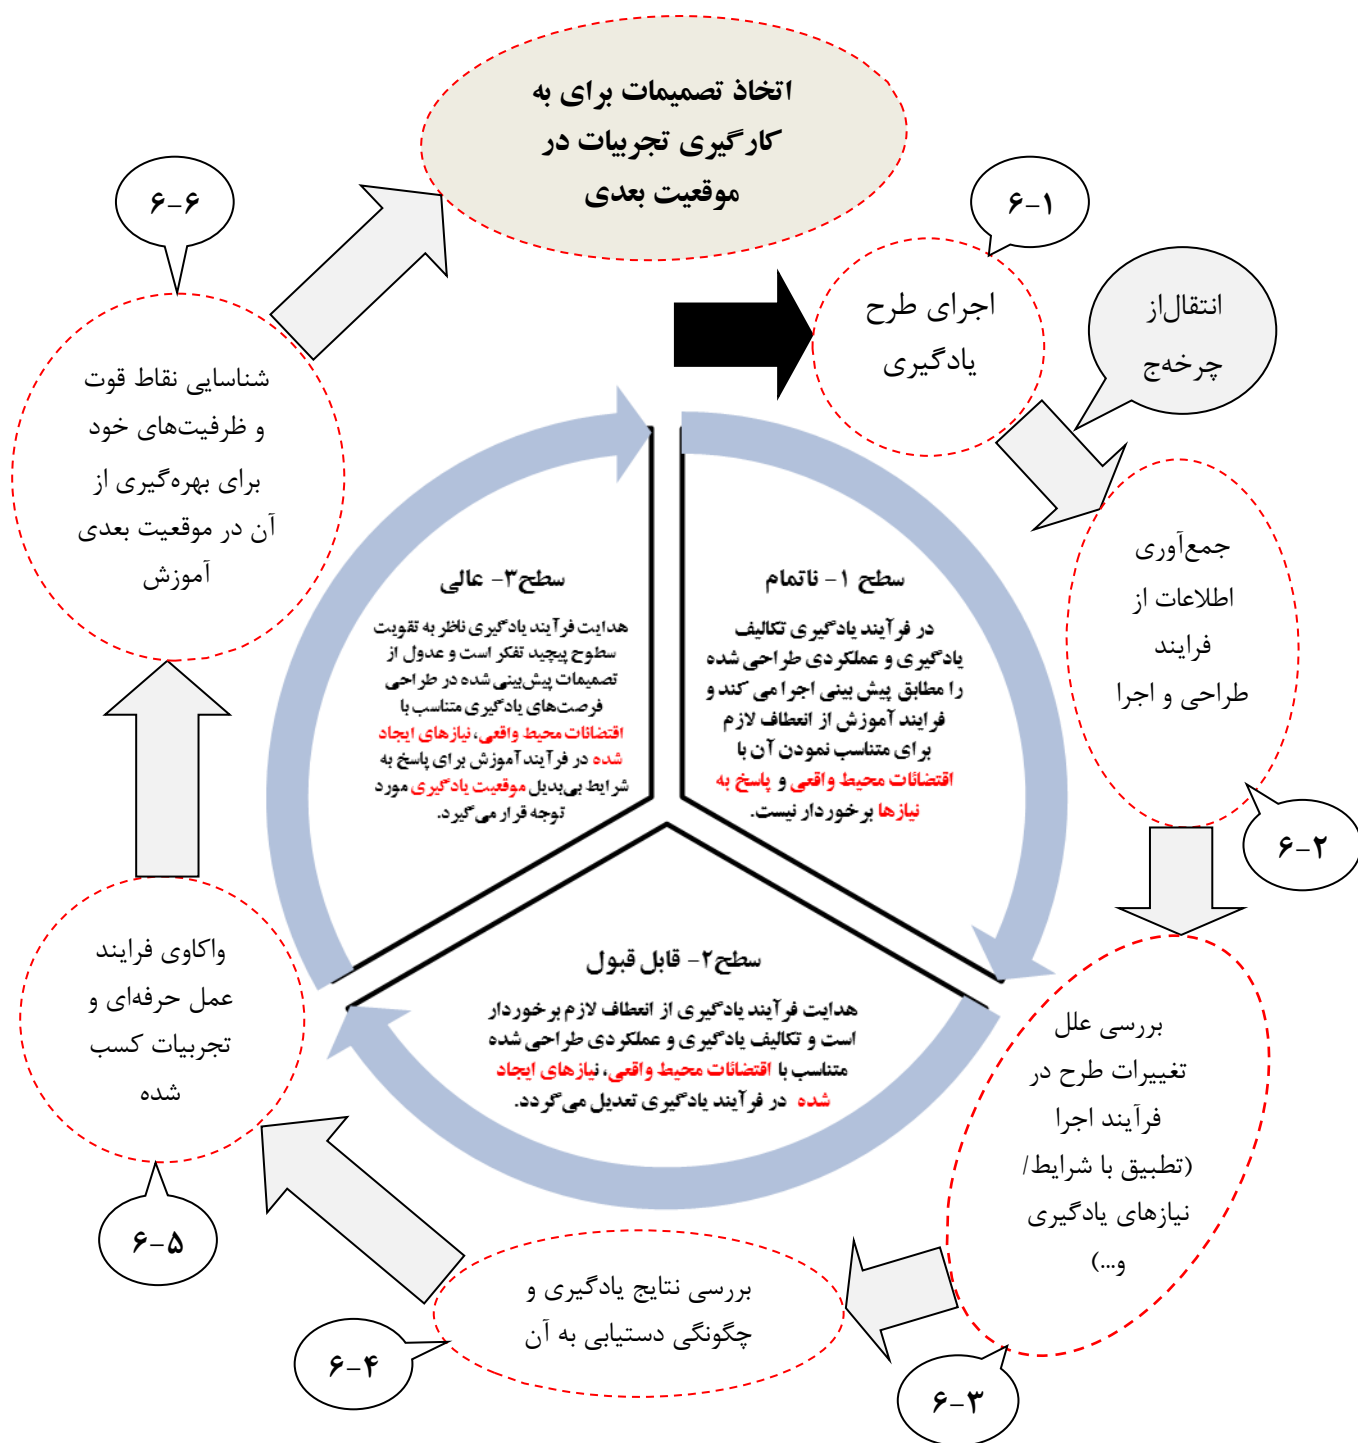 اتخاذ تصمیمات برای به
کارگیری تجربیات در
موقعیت بعدی
۶-۱
اجرای طرح
یادگیری
انتقال‌از
چرخه‌ج
جمع‌آوری
اطلاعات از
فرایند
طراحی و اجرا
۶-۲
بررسی علل
تغییرات طرح در
فرآیند اجرا
(تطبیق با شرایط/
نیازهای یادگیری
و...)
۶-۳
بررسی نتایج یادگیری و
چگونگی دستیابی به آن
۶-۴
واکاوی فرایند
عمل حرفه‌ای و
تجربیات کسب
شده
۶-۵
شناسایی نقاط قوت
و ظرفیت‌های خود
برای بهره‌گیری از
آن در موقعیت بعدی
آموزش
۶-۶
سطح ۱- ناتمام
در فرآیند یادگیری تکالیف
یادگیری و عملکردی طراحی شده
را مطابق پیش بینی اجرا می کند و
فرایند آموزش از انعطاف لازم
برای متناسب نمودن آن با
اقتضائات محیط واقعی و پاسخ به
نیازها برخوردار نیست.
سطح۲- قابل قبول
هدایت فرآیند یادگیری از انعطاف لازم برخوردار
است و تکالیف یادگیری و عملکردی طراحی شده
متناسب با اقتضائات محیط واقعی، نیازهای ایجاد
شده در فرآیند یادگیری تعدیل می‌گردد.
سطح۳- عالی
هدایت فرآیند یادگیری ناظر به تقویت
سطوح پیچید تفکر است و عدول از
تصمیمات پیش‌بینی شده در طراحی
فرصت‌های یادگیری متناسب با
اقتضائات محیط واقعی، نیازهای ایجاد
شده در فرآیند آموزش برای پاسخ به
شرایط بی‌بدیل موقعیت یادگیری مورد
توجه قرار می‌گیرد.